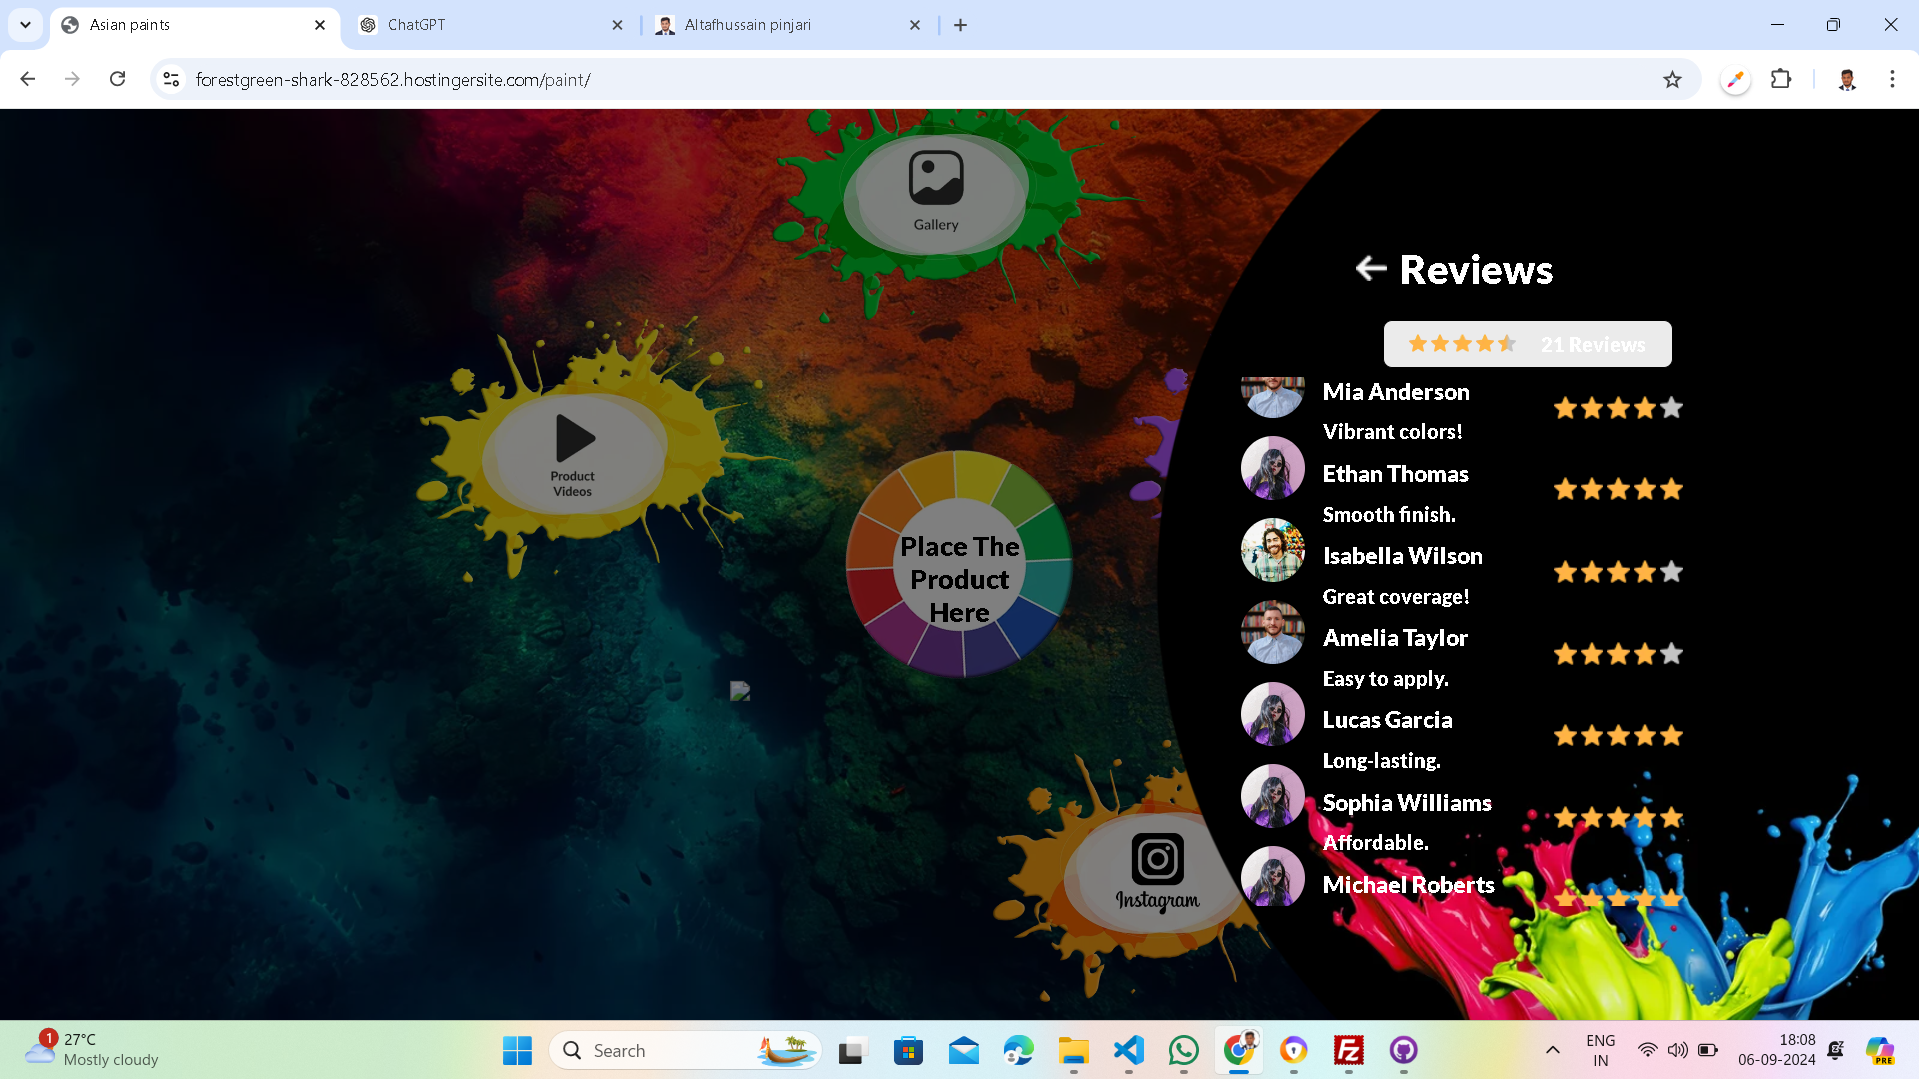 Asian paints
ChatGPT
Altafhussain pinjari
forestgreen-shark-828562.hostingersite.com/paint/
Gallery
Reviews
21 Reviews
Mia Anderson
Vibrant colors!
Ethan Thomas
Smooth finish.
Isabella Wilson
Great coverage!
Amelia Taylor
Easy to apply.
Lucas Garcia
Long-lasting.
Sophia Williams
Affordable.
Michael Roberts
Product
Videos
Place The
Product
Here
Instagram
1
27°C
Mostly cloudy
Search
Fz
ENG
IN
18:08
06-09-2024
PRE